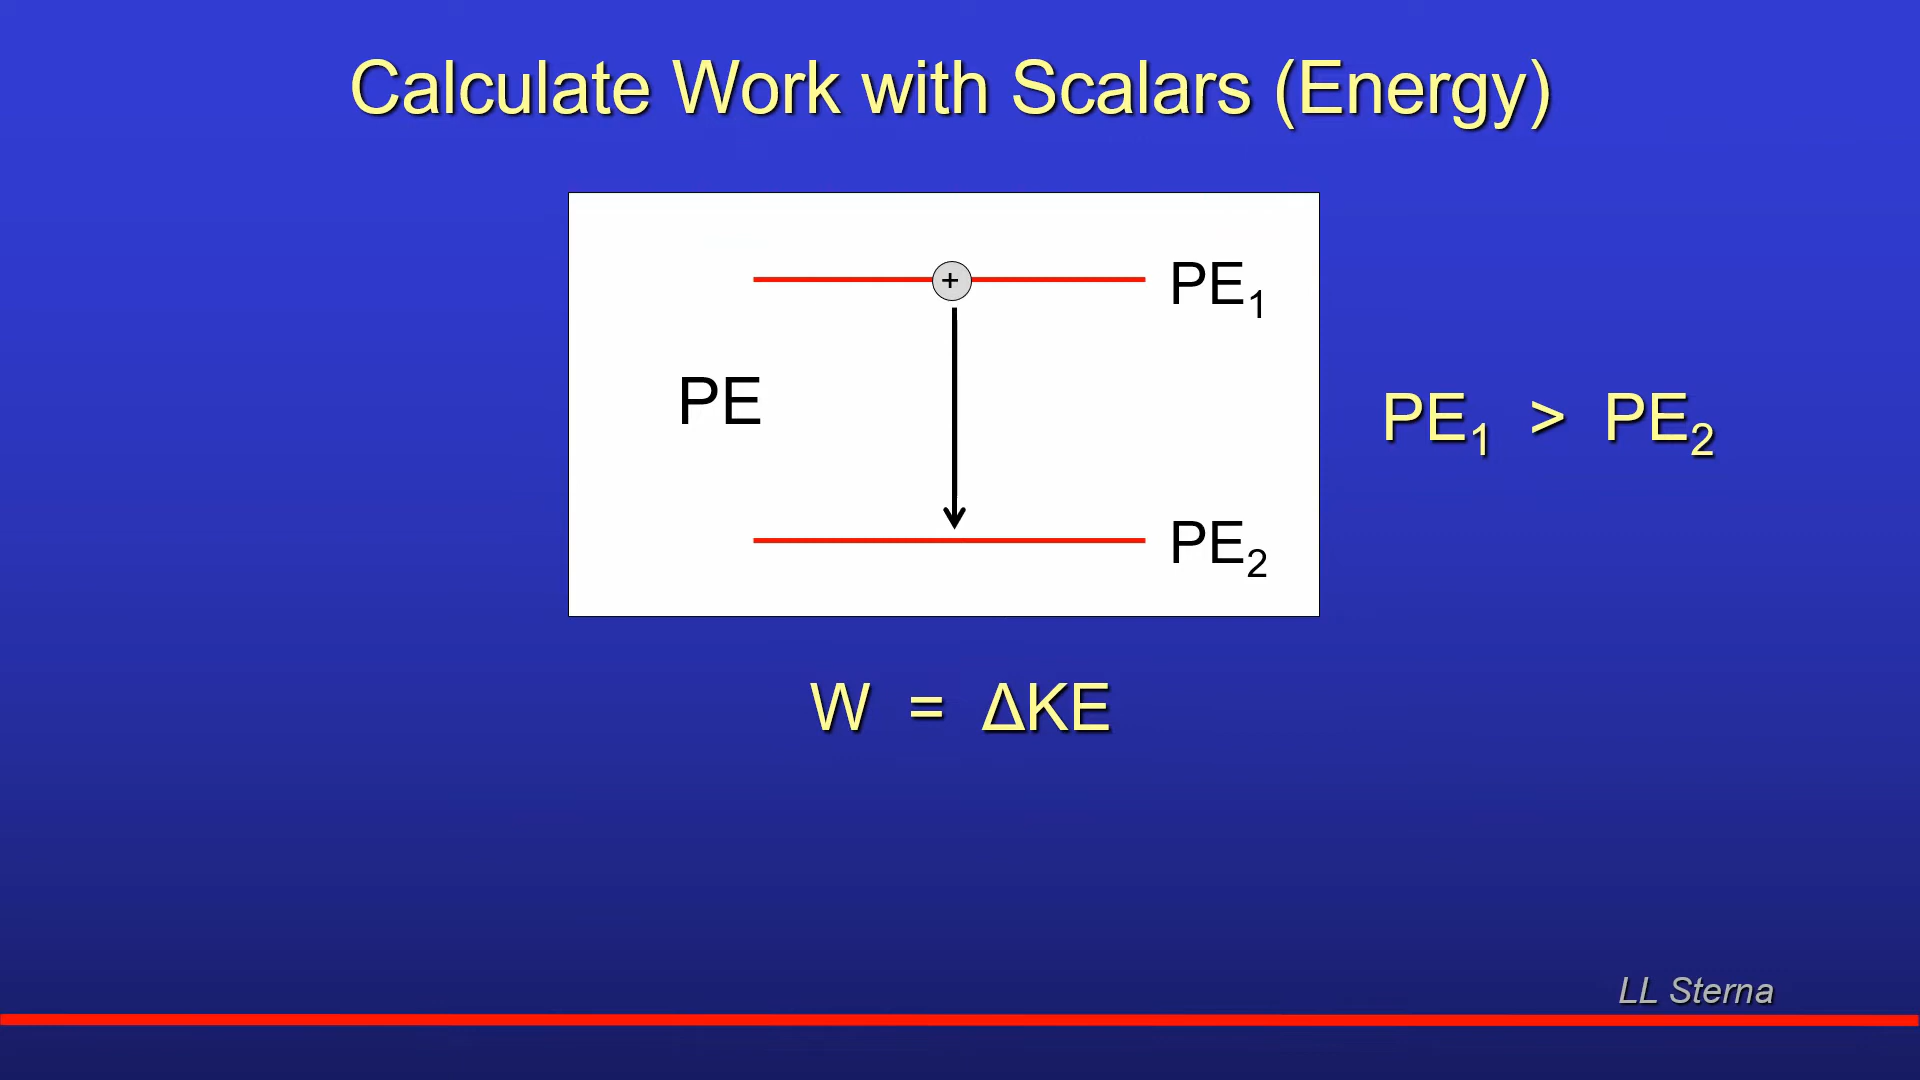 Calculate Work with Scalars (Energy)
+
PE₁
PE
PE₁ > PE₂
PE₂
W = ΔKE
LL Sterna